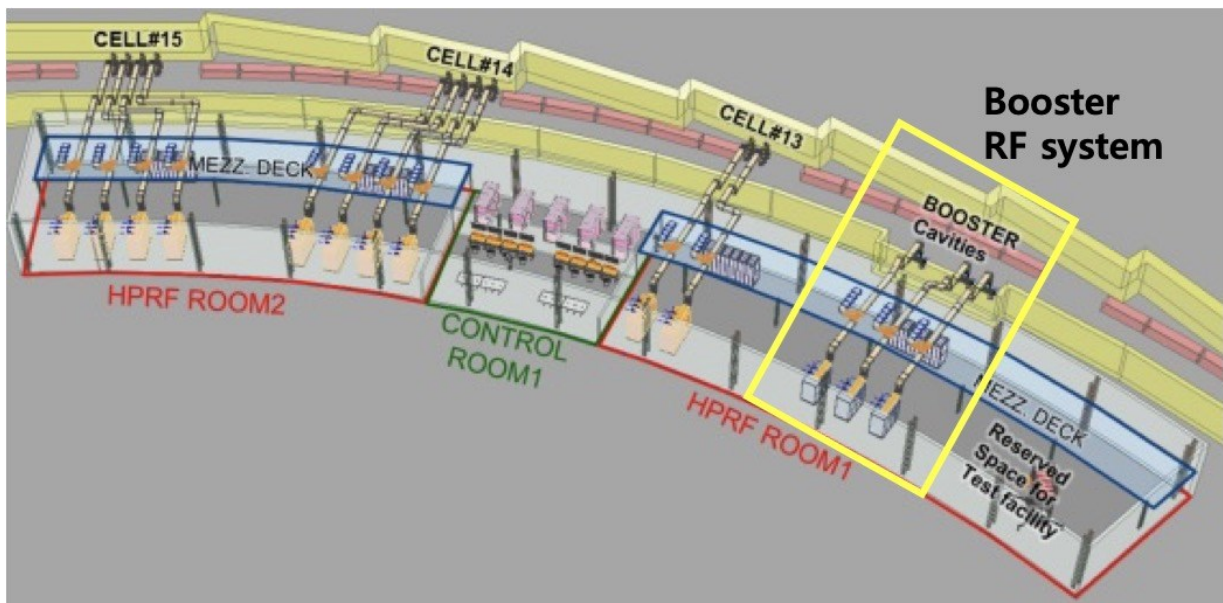 CELL#15
CELL#14
CELL#13
Booster
RF system
BOOSTER
Cavities
MEZZ. DECK
HPRF ROOM2
CONTROL
ROOM1
HPRF ROOM1
MEZZ. DECK
Reserved
Space for
Test facility